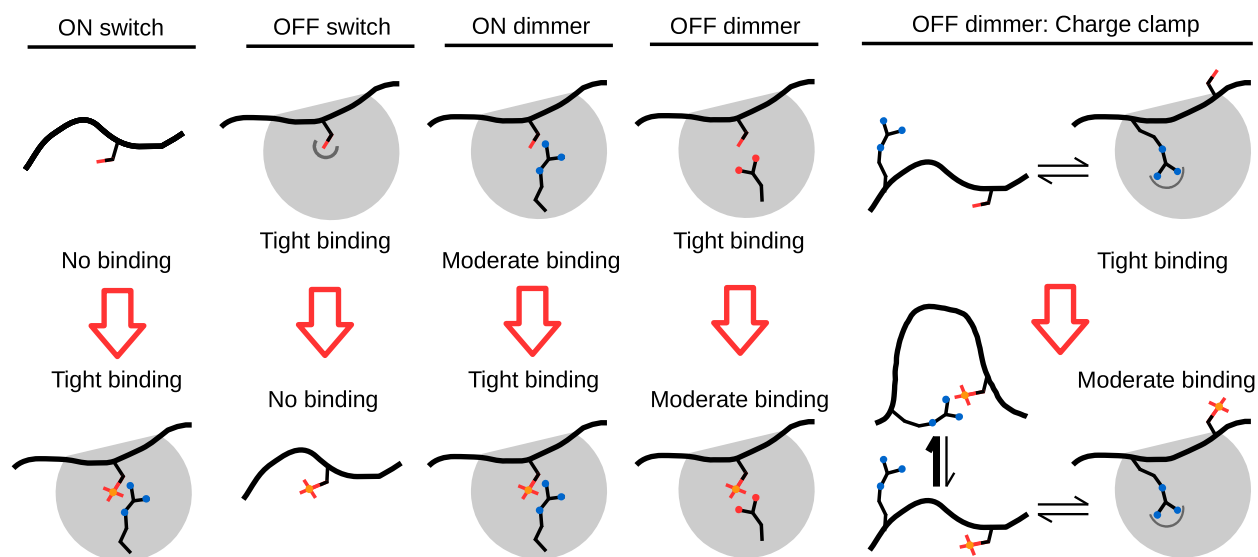 ON switch
OFF switch
ON dimmer
OFF dimmer
OFF dimmer: Charge clamp
No binding
Tight binding
Moderate binding
Tight binding
Tight binding
Tight binding
No binding
Tight binding
Moderate binding
Moderate binding